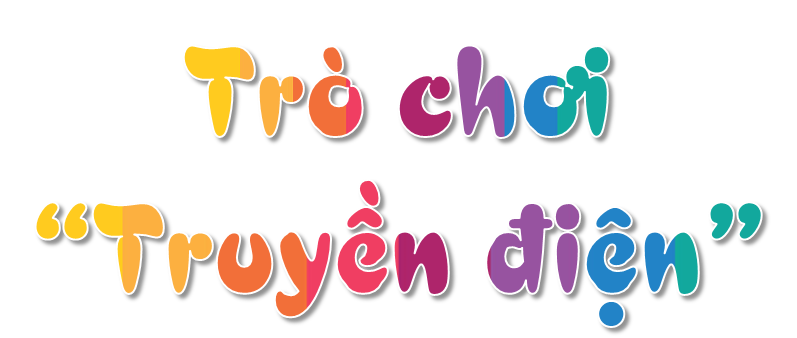 Trò chơi
“Truyền điện”